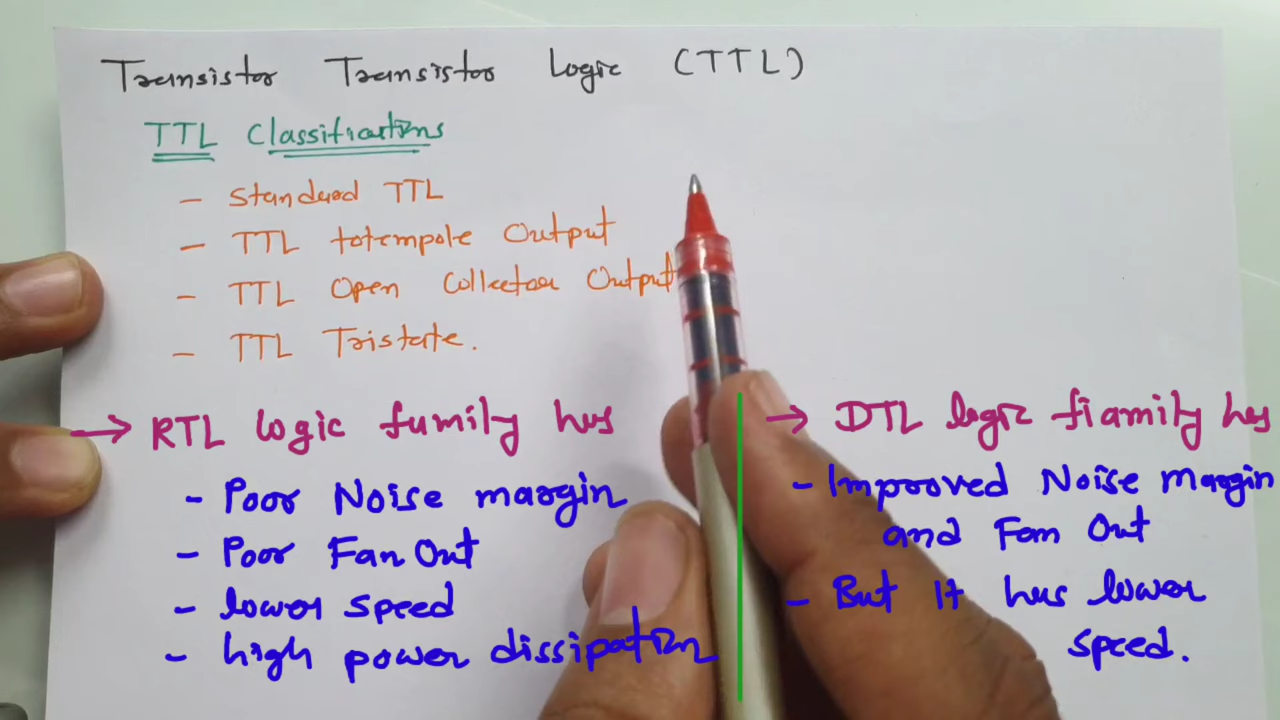 Transistor Transistor Logic (TTL)
TTL Classifications
- Standard TTL
- TTL totempole Output
- TTL Open Collector Output
- TTL Tristate.
→ RTL logic family has
- Poor Noise margin
- Poor Fan Out
- lower speed
- high power dissipation
→ DTL logic fiamily has
- Improved Noise margin
and Fan Out
- But It has lower
speed.